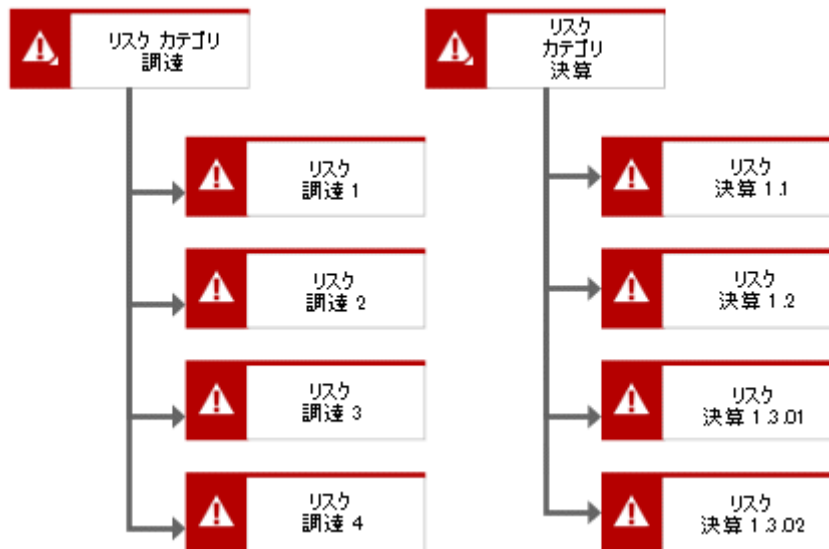 リスク カテゴリ
調達
リスク
調達 1
リスク
調達 2
リスク
調達 3
リスク
調達 4
リスク
カテゴリ
決算
リスク
決算 1.1
リスク
決算 1.2
リスク
決算 1.3.01
リスク
決算 1.3.02